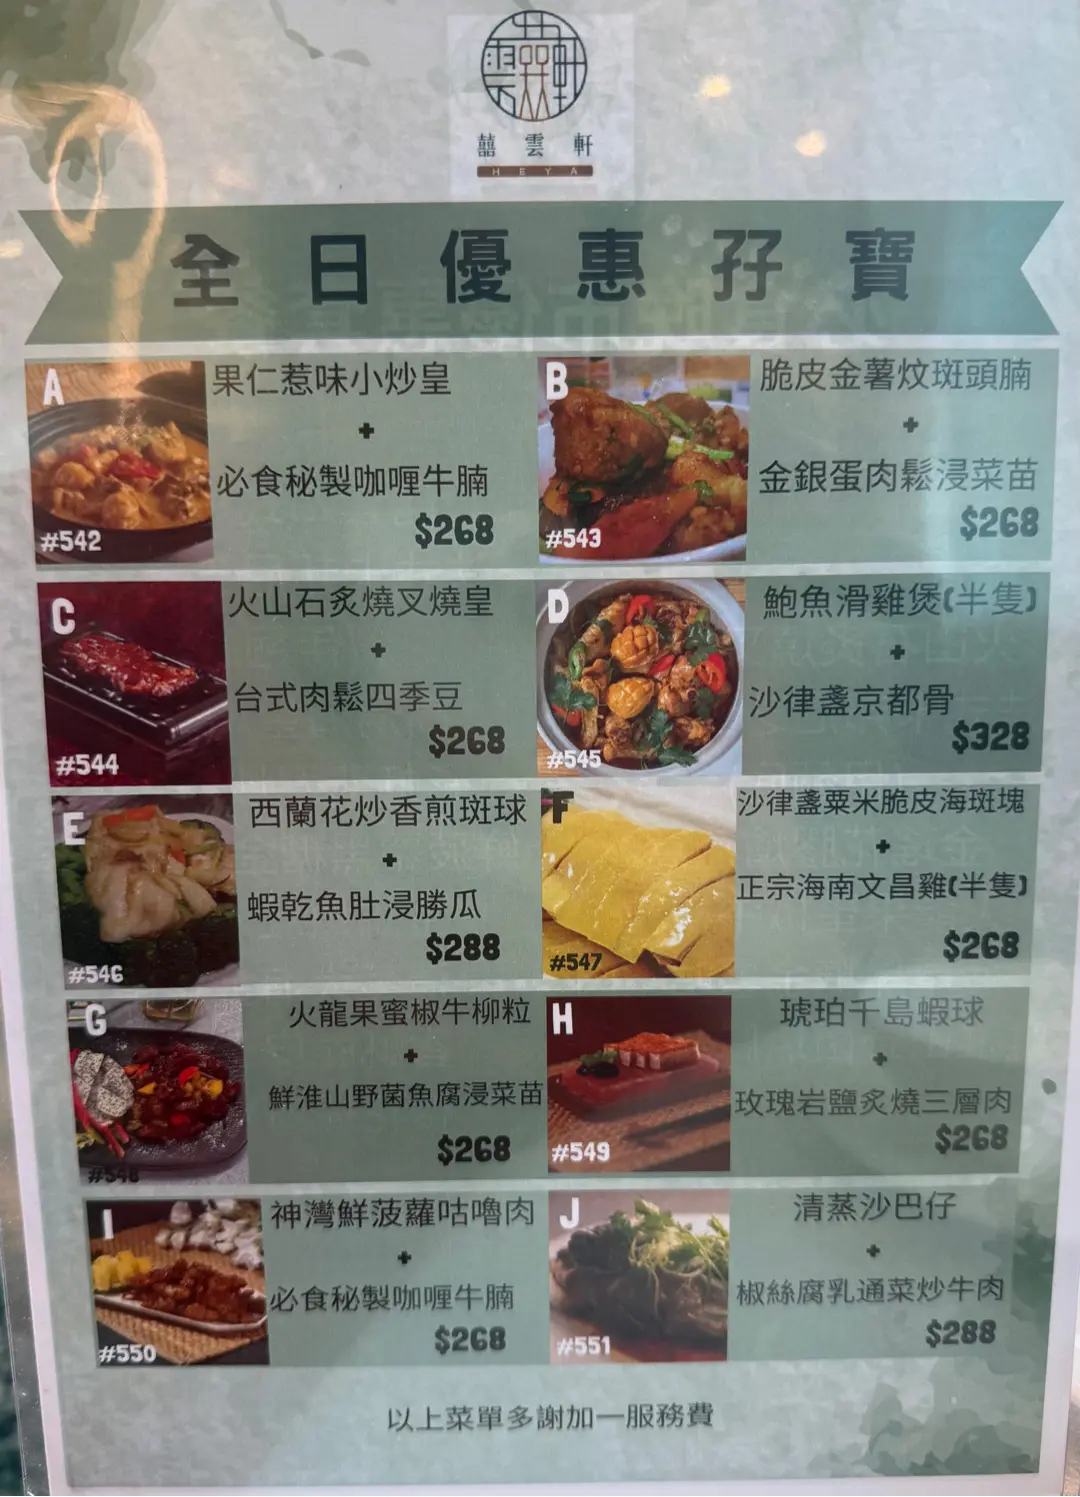 囍雲軒
HEYA
全日優惠孖寶
A
果仁惹味小炒皇
+
必食秘製咖喱牛腩
$268
#542
B
脆皮金薯炆斑頭腩
+
金銀蛋肉鬆浸菜苗
$268
#543
C
火山石炙燒叉燒皇
+
台式肉鬆四季豆
$268
#544
D
鮑魚滑雞煲(半隻)
+
沙律盞京都骨
$328
#545
E
西蘭花炒香煎斑球
+
蝦乾魚肚浸勝瓜
$288
#546
F
沙律盞粟米脆皮海斑塊
+
正宗海南文昌雞(半隻)
$268
#547
G
火龍果蜜椒牛柳粒
+
鮮淮山野菌魚腐浸菜苗
$268
#548
H
琥珀千島蝦球
+
玫瑰岩鹽炙燒三層肉
$268
#549
I
神灣鮮菠蘿咕嚕肉
+
必食秘製咖喱牛腩
$268
#550
J
清蒸沙巴仔
+
椒絲腐乳通菜炒牛肉
$288
#551
以上菜單多謝加一服務費